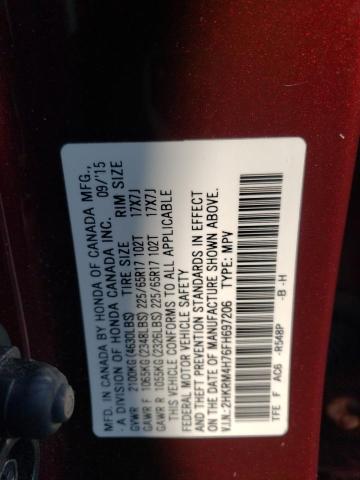 MFD. IN CANADA BY HONDA OF CANADA MFG.,
- A DIVISION OF HONDA CANADA INC. 09/'15
TIRE SIZE RIM SIZE
GVWR 2100KG(4630LBS)
GAWR F 1065KG(2348LBS) 225/65R17 102T 17X7J
GAWR R 1055KG(2326LBS) 225/65R17 102T 17X7J
THIS VEHICLE CONFORMS TO ALL APPLICABLE
FEDERAL MOTOR VEHICLE SAFETY
AND THEFT PREVENTION STANDARDS IN EFFECT
ON THE DATE OF MANUFACTURE SHOWN ABOVE.
V.I.N.:2HKRM4H76FH697206 TYPE: MPV
TFE F AC6 -R548P -B -H